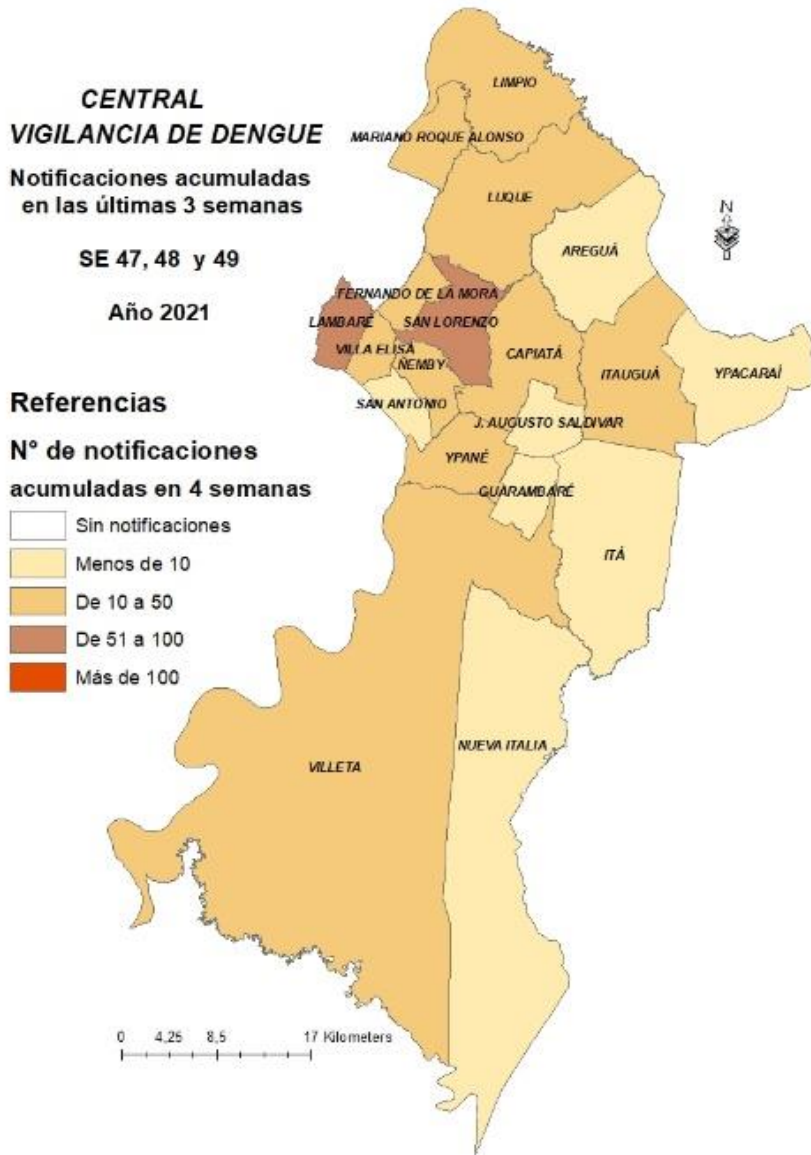 CENTRAL
VIGILANCIA DE DENGUE
Notificaciones acumuladas
en las últimas 3 semanas
SE 47, 48 y 49
Año 2021
Referencias
N° de notificaciones
acumuladas en 4 semanas
Sin notificaciones
Menos de 10
De 10 a 50
De 51 a 100
Más de 100
LIMPIO
MARIANO ROQUE ALONSO
LUQUE
N
AREGUÁ
FERNANDO DE LA MORA
LAMBARÉ
SAN LORENZO
VILLA ELISA
CAPIATÁ
ÑEMBY
ITAUGUÁ
YPACARAÍ
SAN ANTONIO
J. AUGUSTO SALDIVAR
YPANÉ
GUARAMBARÉ
ITÁ
NUEVA ITALIA
VILLETA
0 4,25 8,5 17 Kilometers